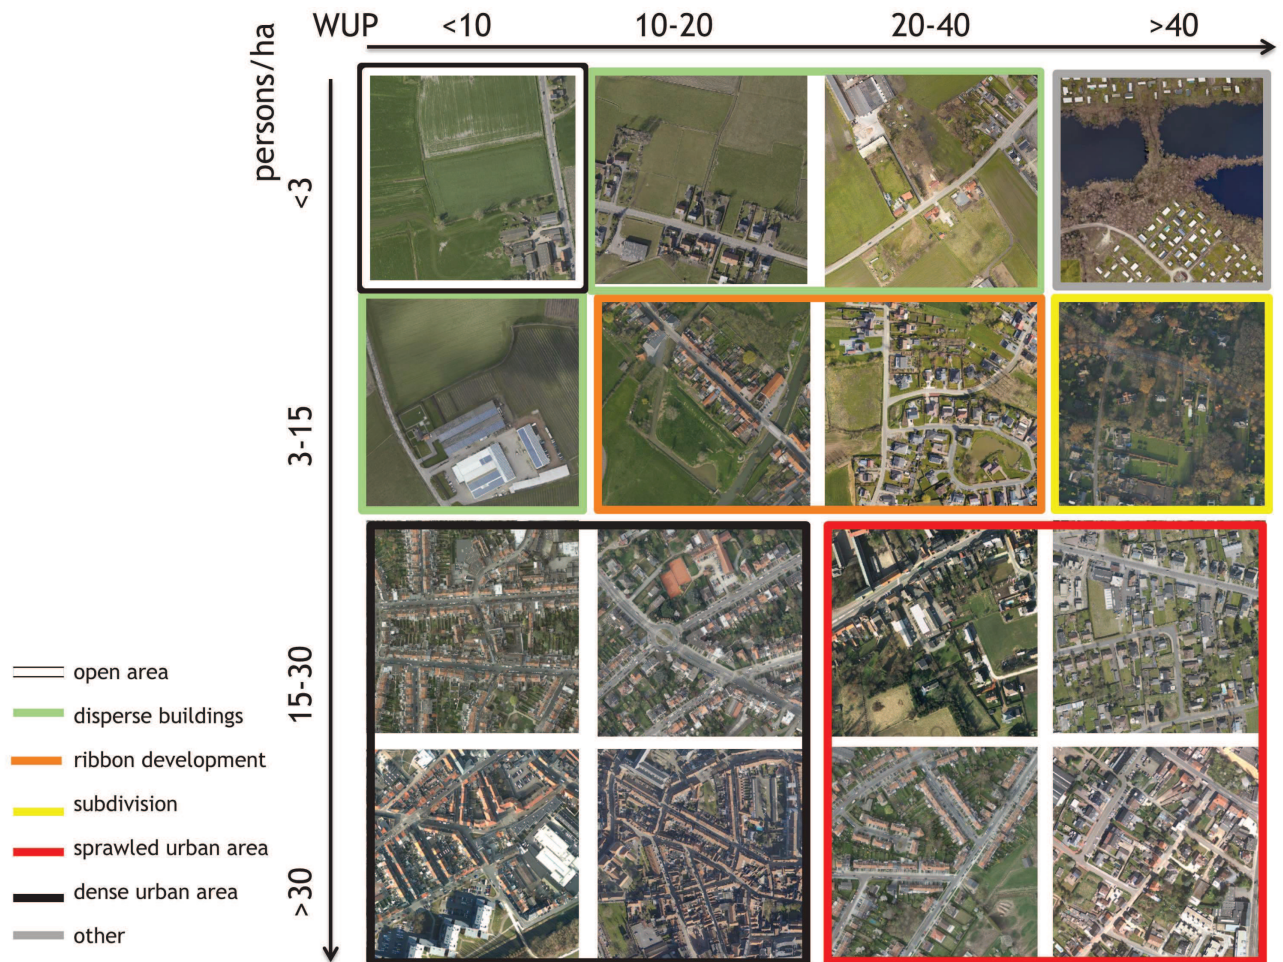 WUP <10 10-20 20-40 >40
persons/ha
<3
3-15
15-30
>30
open area
disperse buildings
ribbon development
subdivision
sprawled urban area
dense urban area
other